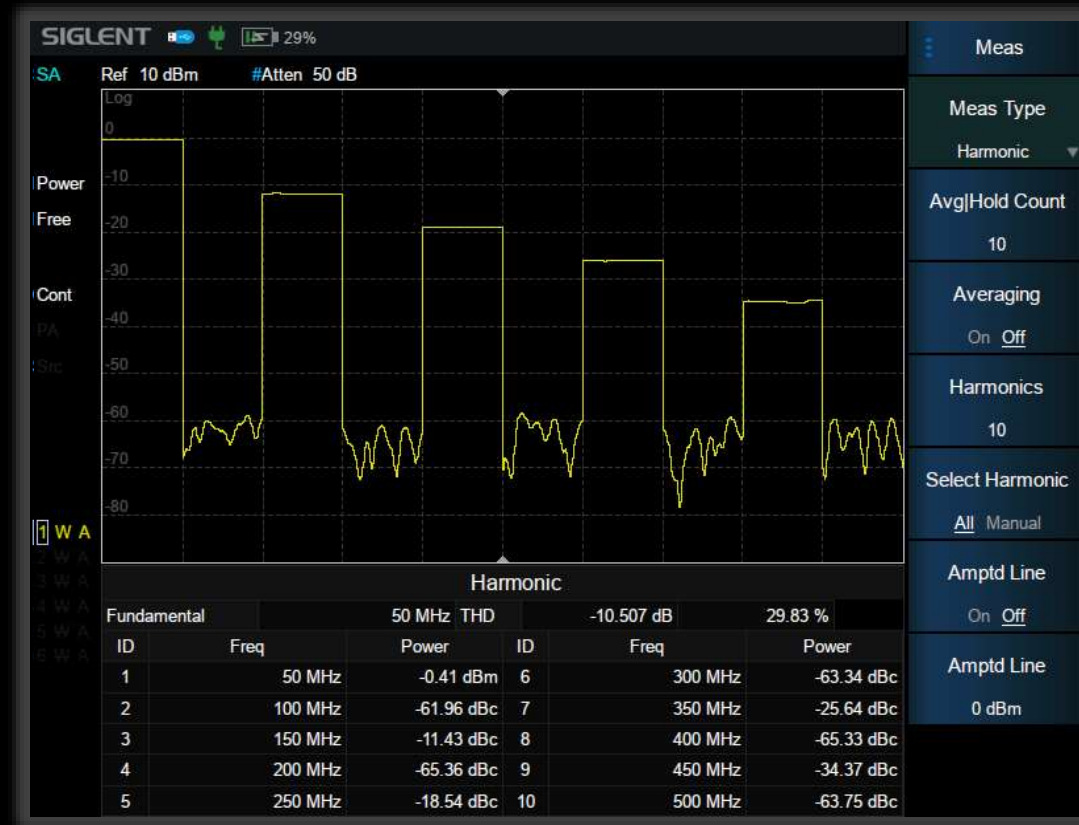 SIGLENT 29%
SA Ref 10 dBm #Atten 50 dB
Log
0
-10
-20
-30
-40
-50
-60
-70
-80
Power
Free
Cont
PA
Src
1 W A
2 W A
3 W A
4 W A
5 W A
6 W A
Harmonic
Fundamental 50 MHz THD -10.507 dB 29.83 %
ID Freq Power ID Freq Power
1 50 MHz -0.41 dBm 6 300 MHz -63.34 dBc
2 100 MHz -61.96 dBc 7 350 MHz -25.64 dBc
3 150 MHz -11.43 dBc 8 400 MHz -65.33 dBc
4 200 MHz -65.36 dBc 9 450 MHz -34.37 dBc
5 250 MHz -18.54 dBc 10 500 MHz -63.75 dBc
Meas
Meas Type
Harmonic
Avg|Hold Count
10
Averaging
On Off
Harmonics
10
Select Harmonic
All Manual
Amptd Line
On Off
Amptd Line
0 dBm